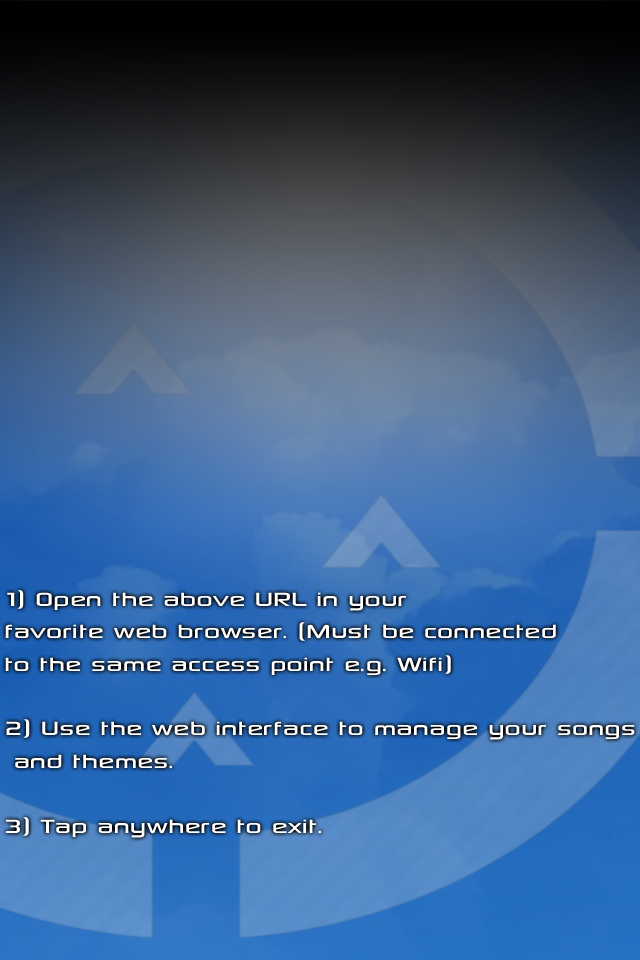 1) Open the above URL in your
favorite web browser. (Must be connected
to the same access point e.g. Wifi)
2) Use the web interface to manage your songs
and themes.
3) Tap anywhere to exit.